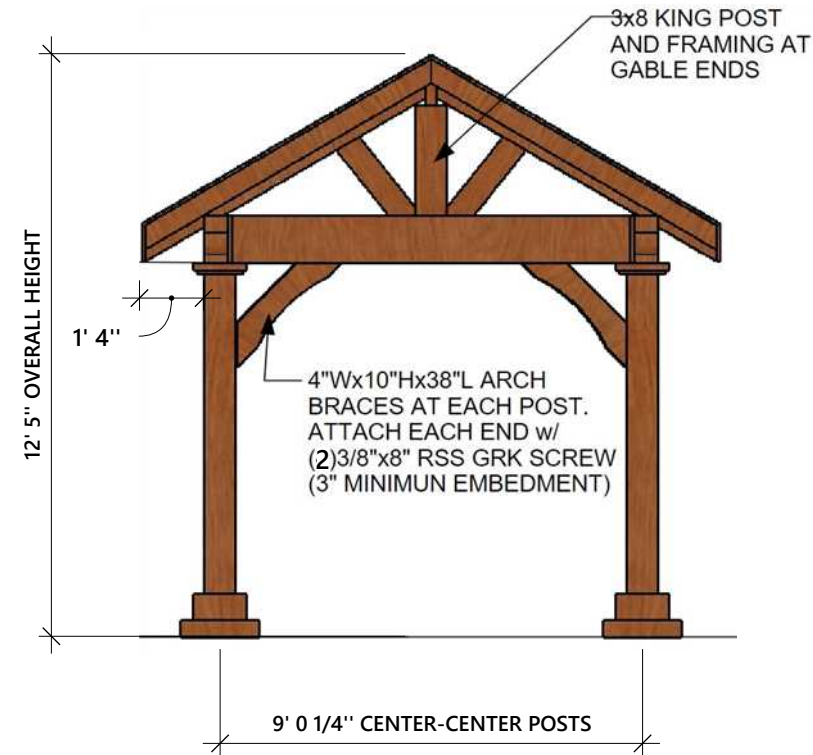 3x8 KING POST
AND FRAMING AT
GABLE ENDS
12' 5" OVERALL HEIGHT
1' 4''
4"Wx10"Hx38"L ARCH
BRACES AT EACH POST.
ATTACH EACH END w/
(2)3/8"x8" RSS GRK SCREW
(3" MINIMUN EMBEDMENT)
9' 0 1/4'' CENTER-CENTER POSTS